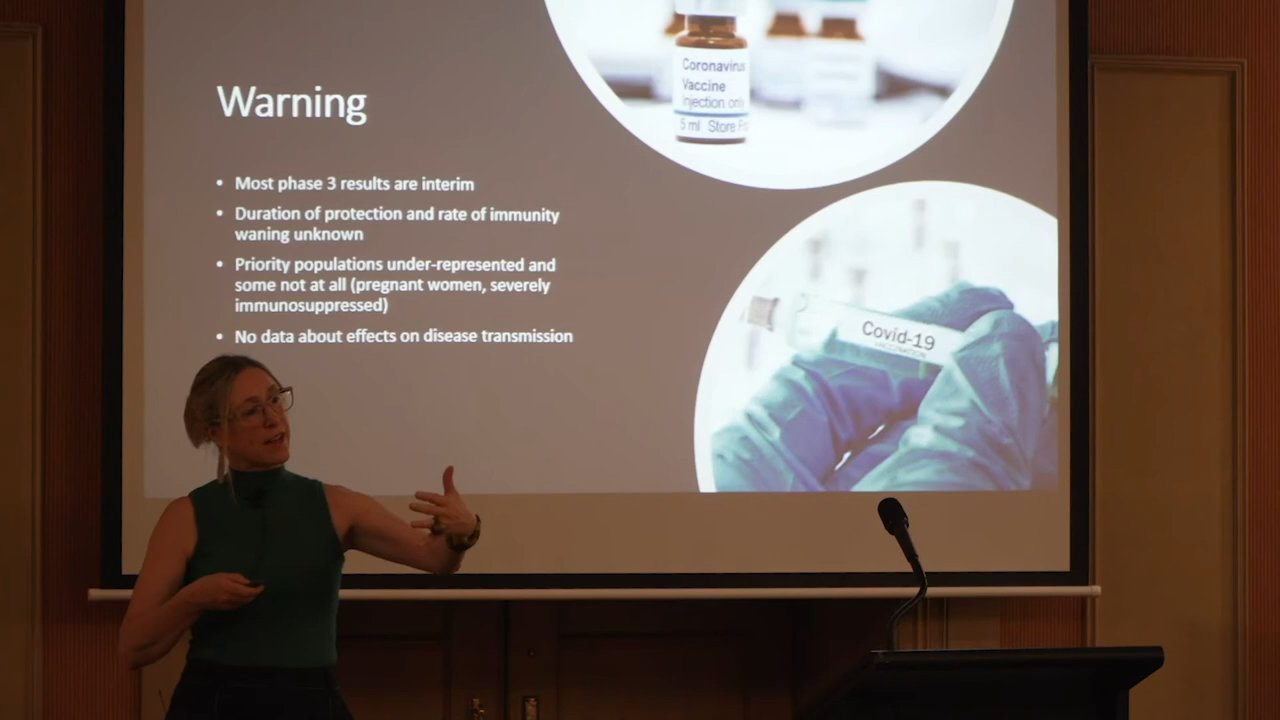 Coronavirus
Vaccine
Injection only
5 ml Store
Warning
• Most phase 3 results are interim
• Duration of protection and rate of immunity
waning unknown
• Priority populations under-represented and
some not at all (pregnant women, severely
immunosuppressed)
• No data about effects on disease transmission
Covid-19
VACCINATION